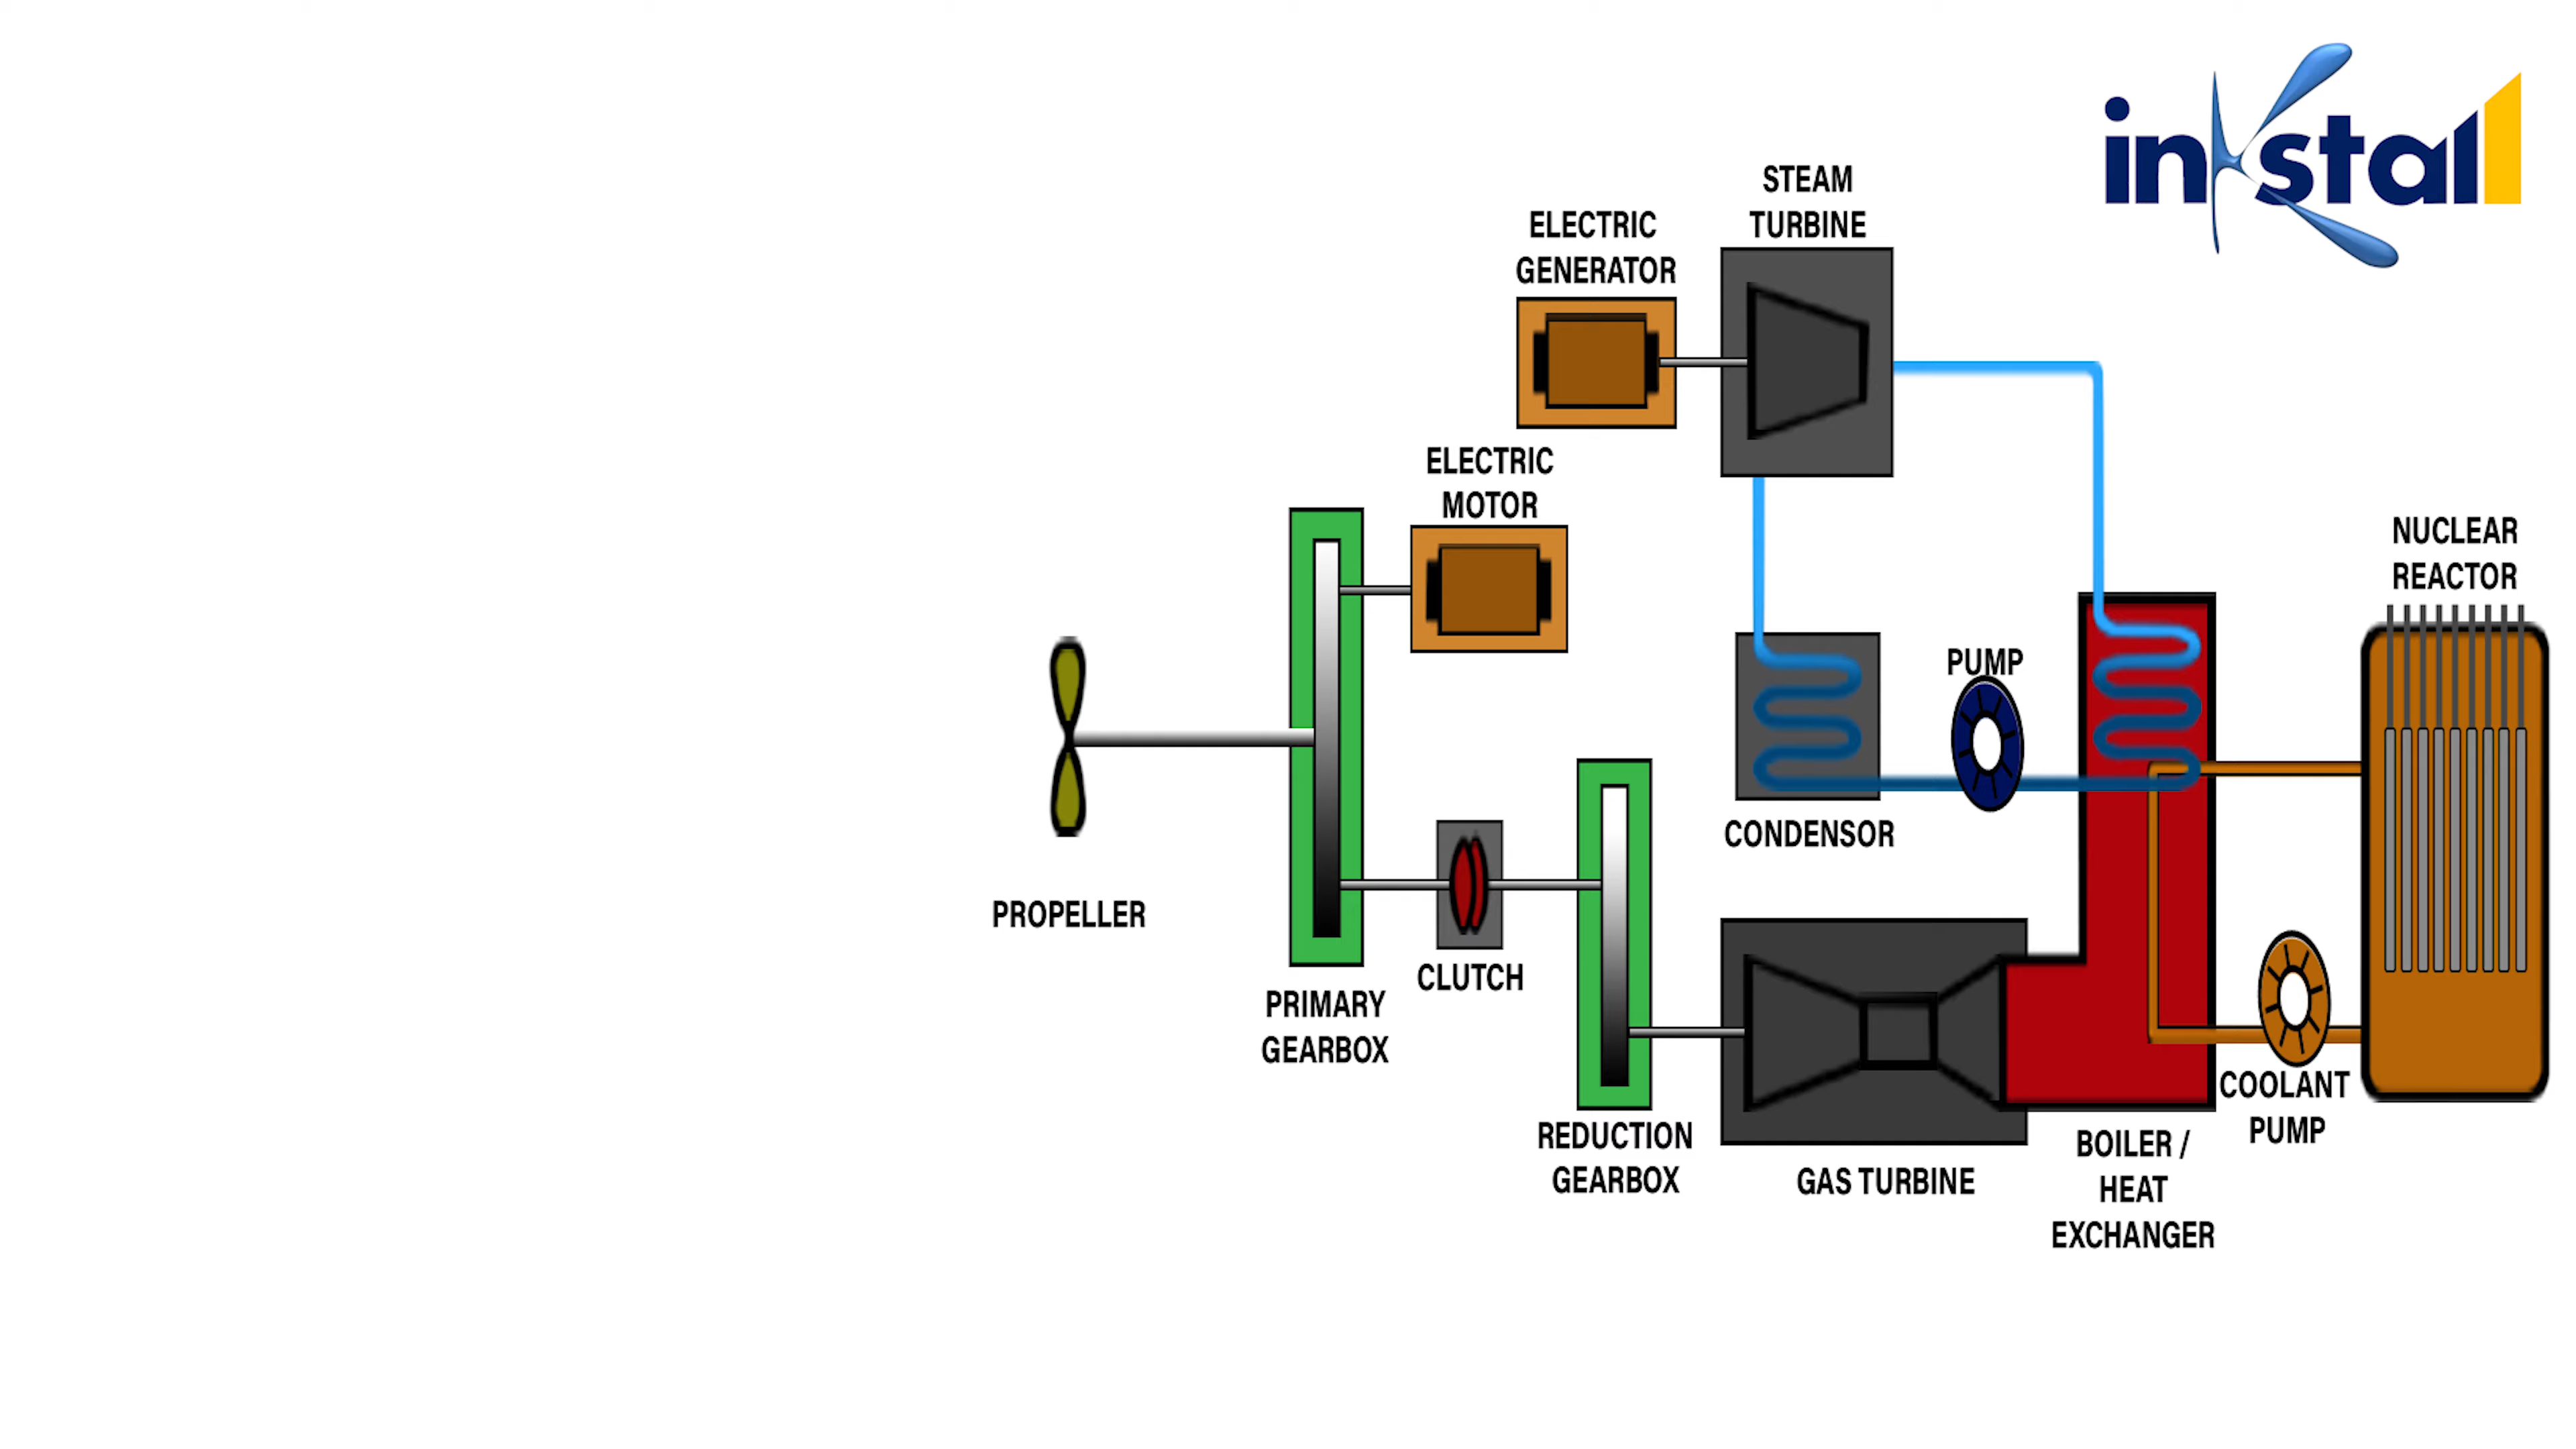 inKstall
STEAM
TURBINE
ELECTRIC
GENERATOR
ELECTRIC
MOTOR
NUCLEAR
REACTOR
PUMP
CONDENSOR
PROPELLER
CLUTCH
PRIMARY
GEARBOX
COOLANT
PUMP
REDUCTION
GEARBOX
GAS TURBINE
BOILER /
HEAT
EXCHANGER